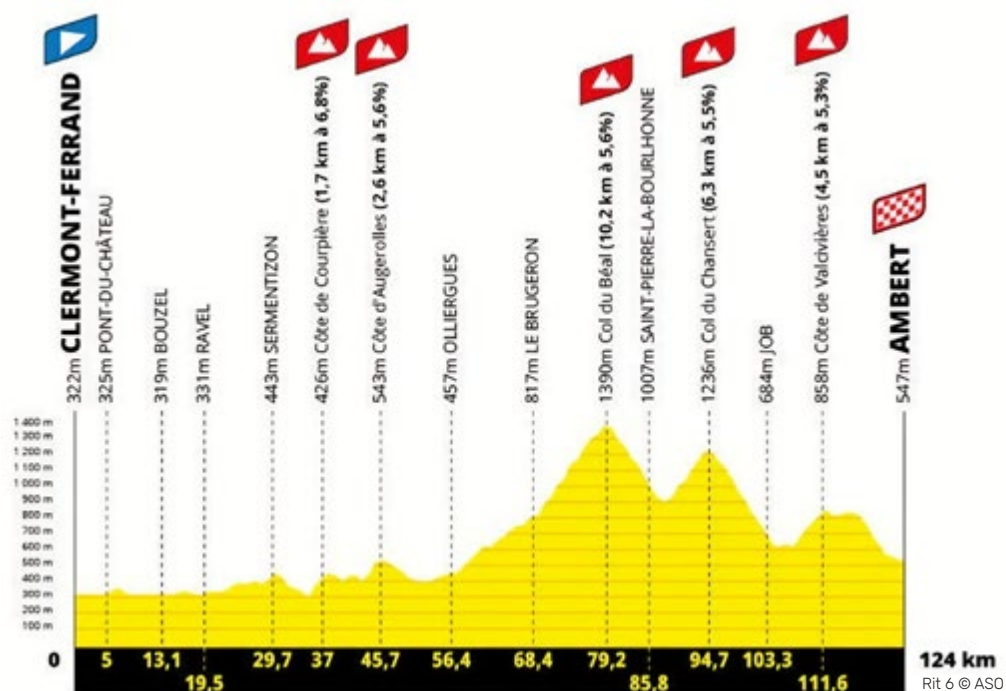 322m CLERMONT-FERRAND
325m PONT-DU-CHÂTEAU
319m BOUZEL
331m RAVEL
443m SERMENTIZON
426m Côte de Courpière (1,7 km à 6,8%)
543m Côte d'Augerolles (2,6 km à 5,6%)
457m OLLIERGUES
817m LE BRUGERON
1390m Col du Béal (10,2 km à 5,6%)
1007m SAINT-PIERRE-LA-BOURLHONNE
1236m Col du Chansert (6,3 km à 5,5%)
684m JOB
858m Côte de Valcivières (4,5 km à 5,3%)
547m AMBERT
1 400 m
1 300 m
1 200 m
1 100 m
1 000 m
900 m
800 m
700 m
600 m
500 m
400 m
300 m
200 m
100 m
0 5 13,1 29,7 37 45,7 56,4 68,4 79,2 94,7 103,3 124 km
19,5 85,8 111,6
Rit 6 © ASO